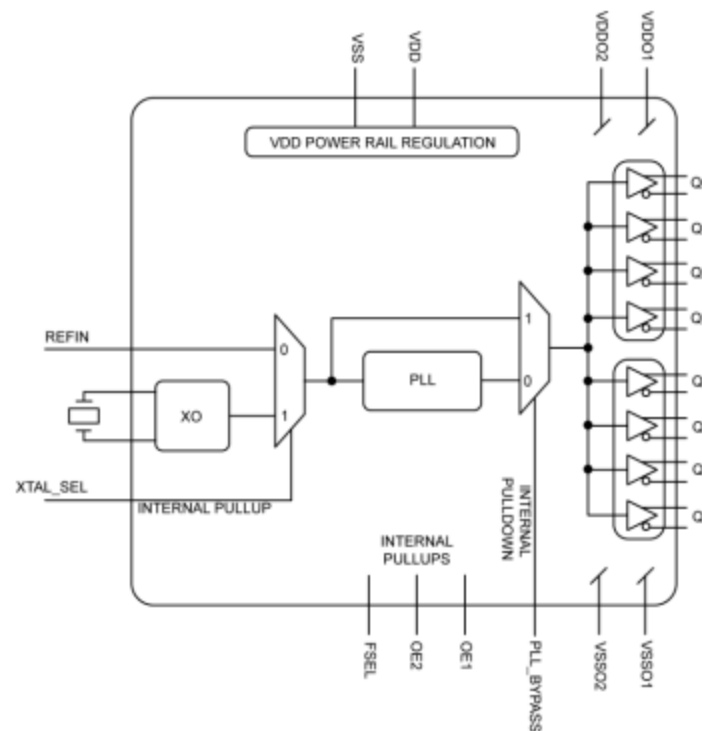 VSS
VDD
VDDO2
VDDO1
VDD POWER RAIL REGULATION
Q
Q
Q
Q
REFIN
0
1
PLL
0
XO
1
Q
Q
Q
Q
XTAL_SEL
INTERNAL PULLUP
INTERNAL
PULLDOWN
INTERNAL
PULLUPS
FSEL
OE2
OE1
PLL_BYPASS
VSSO2
VSSO1